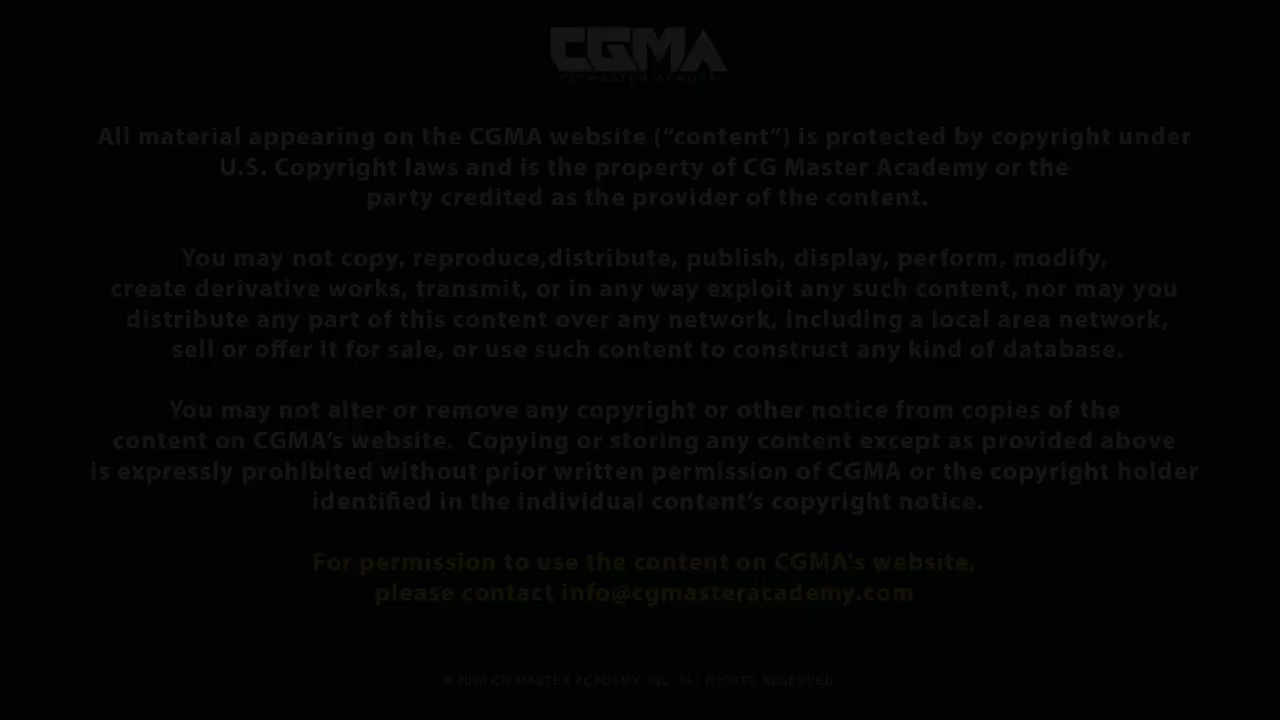 CGMA
CG MASTER ACADEMY
All material appearing on the CGMA website (“content”) is protected by copyright under
U.S. Copyright laws and is the property of CG Master Academy or the
party credited as the provider of the content.
You may not copy, reproduce,distribute, publish, display, perform, modify,
create derivative works, transmit, or in any way exploit any such content, nor may you
distribute any part of this content over any network, including a local area network,
sell or offer it for sale, or use such content to construct any kind of database.
You may not alter or remove any copyright or other notice from copies of the
content on CGMA’s website. Copying or storing any content except as provided above
is expressly prohibited without prior written permission of CGMA or the copyright holder
identified in the individual content’s copyright notice.
For permission to use the content on CGMA's website,
please contact info@cgmasteracademy.com
© CG MASTER ACADEMY, INC. ALL RIGHTS RESERVED